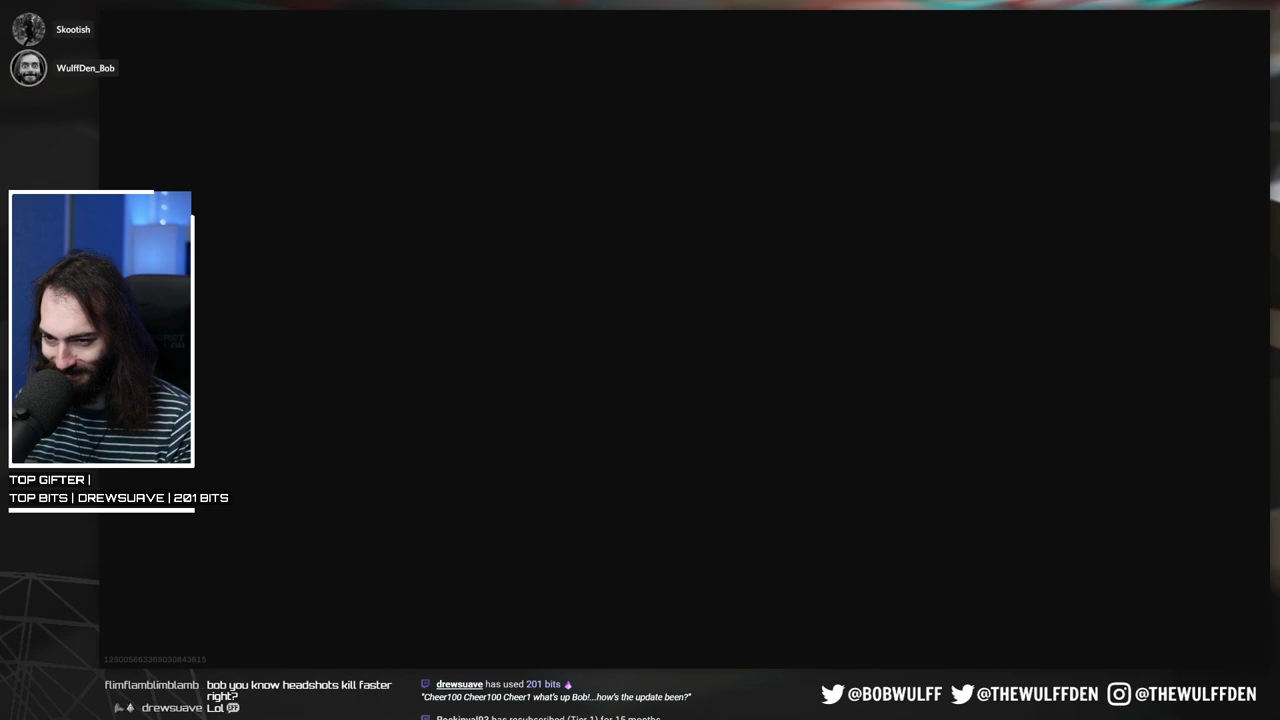 Skootish
WulffDen_Bob
TOP GIFTER |
TOP BITS | DREWSUAVE | 201 BITS
flimflamblimblamb bob you know headshots kill faster
right?
drewsuave Lol
drewsuave has used 201 bits
"Cheer100 Cheer100 Cheer1 what's up Bob!...how's the update been?"
@BOBWULFF @THEWULFFDEN @THEWULFFDEN